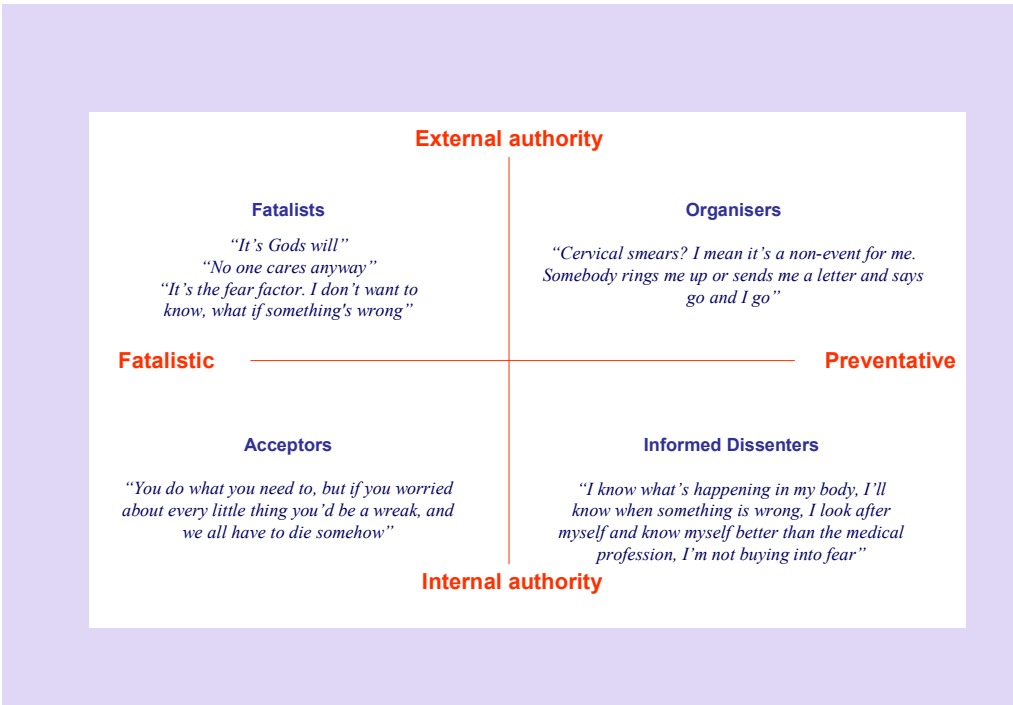 External authority
Fatalists
“It’s Gods will”
“No one cares anyway”
“It’s the fear factor. I don’t want to
know, what if something's wrong”
Organisers
“Cervical smears? I mean it’s a non-event for me.
Somebody rings me up or sends me a letter and says
go and I go”
Fatalistic
Preventative
Acceptors
“You do what you need to, but if you worried
about every little thing you’d be a wreak, and
we all have to die somehow”
Informed Dissenters
“I know what’s happening in my body, I’ll
know when something is wrong, I look after
myself and know myself better than the medical
profession, I’m not buying into fear”
Internal authority